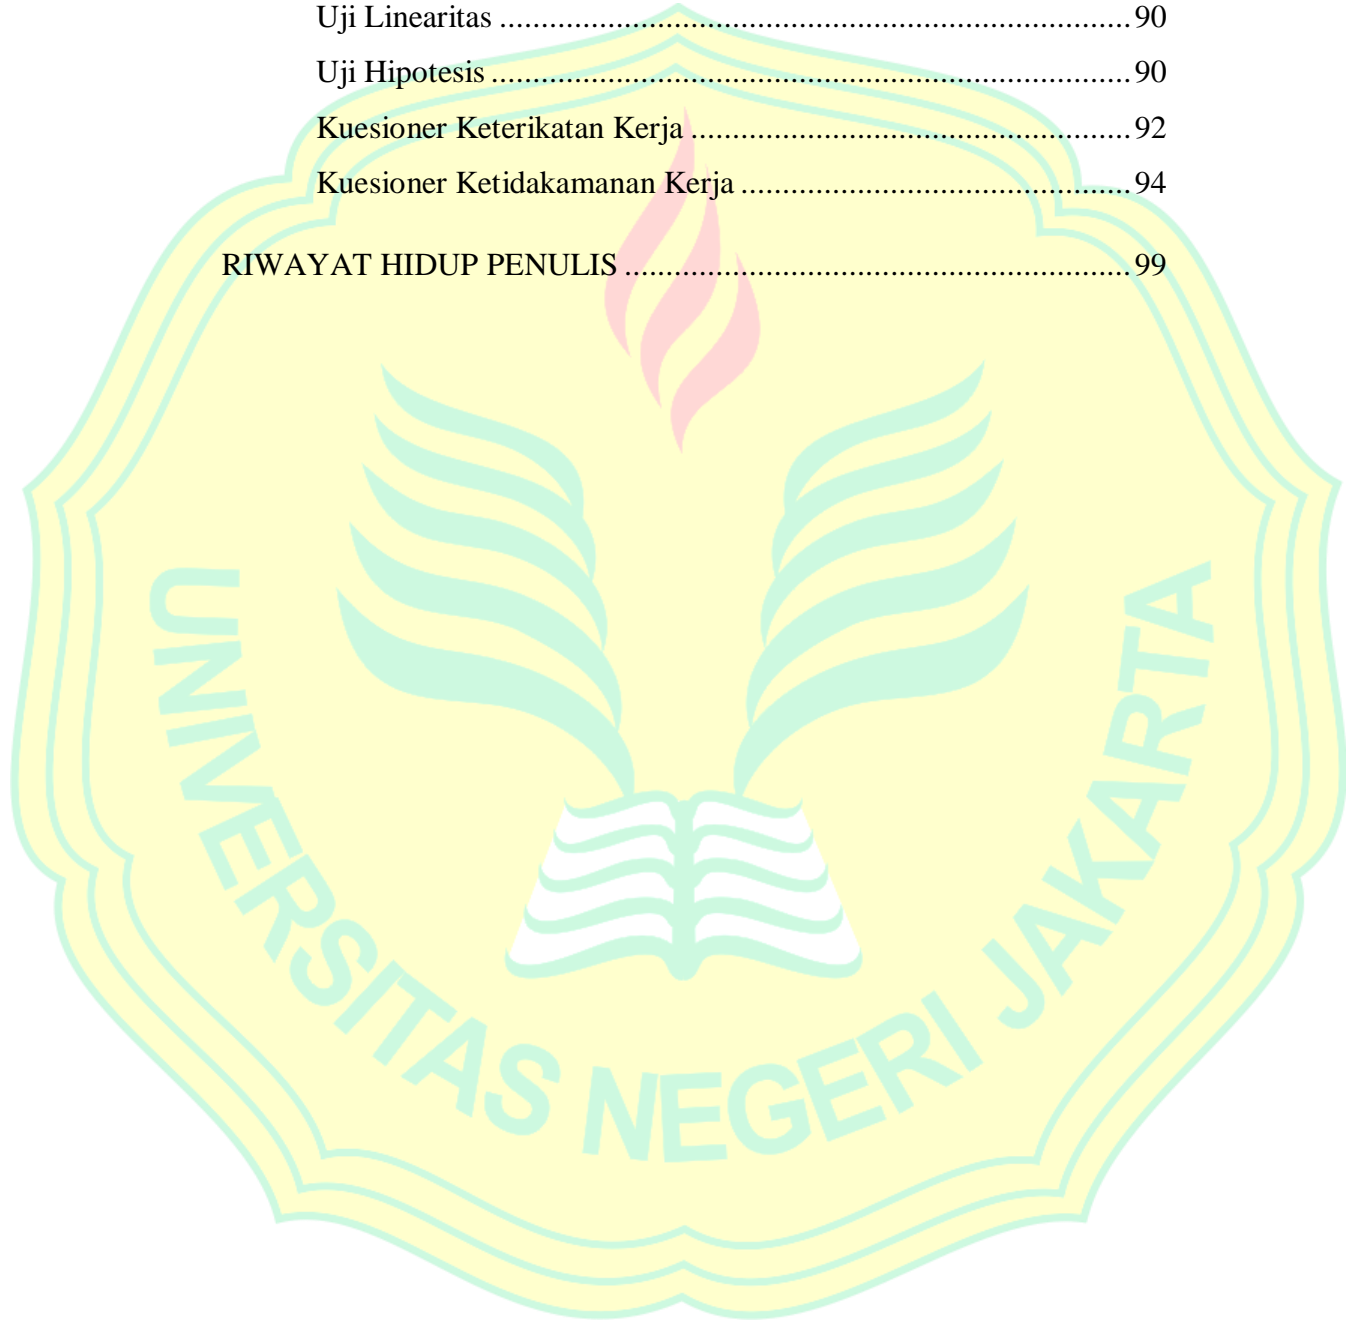 Uji Linearitas ........................................................................... 90
Uji Hipotesis ............................................................................ 90
Kuesioner Keterikatan Kerja .................................................... 92
Kuesioner Ketidakamanan Kerja .............................................. 94
RIWAYAT HIDUP PENULIS ............................................................ 99
UNIVERSITAS NEGERI JAKARTA